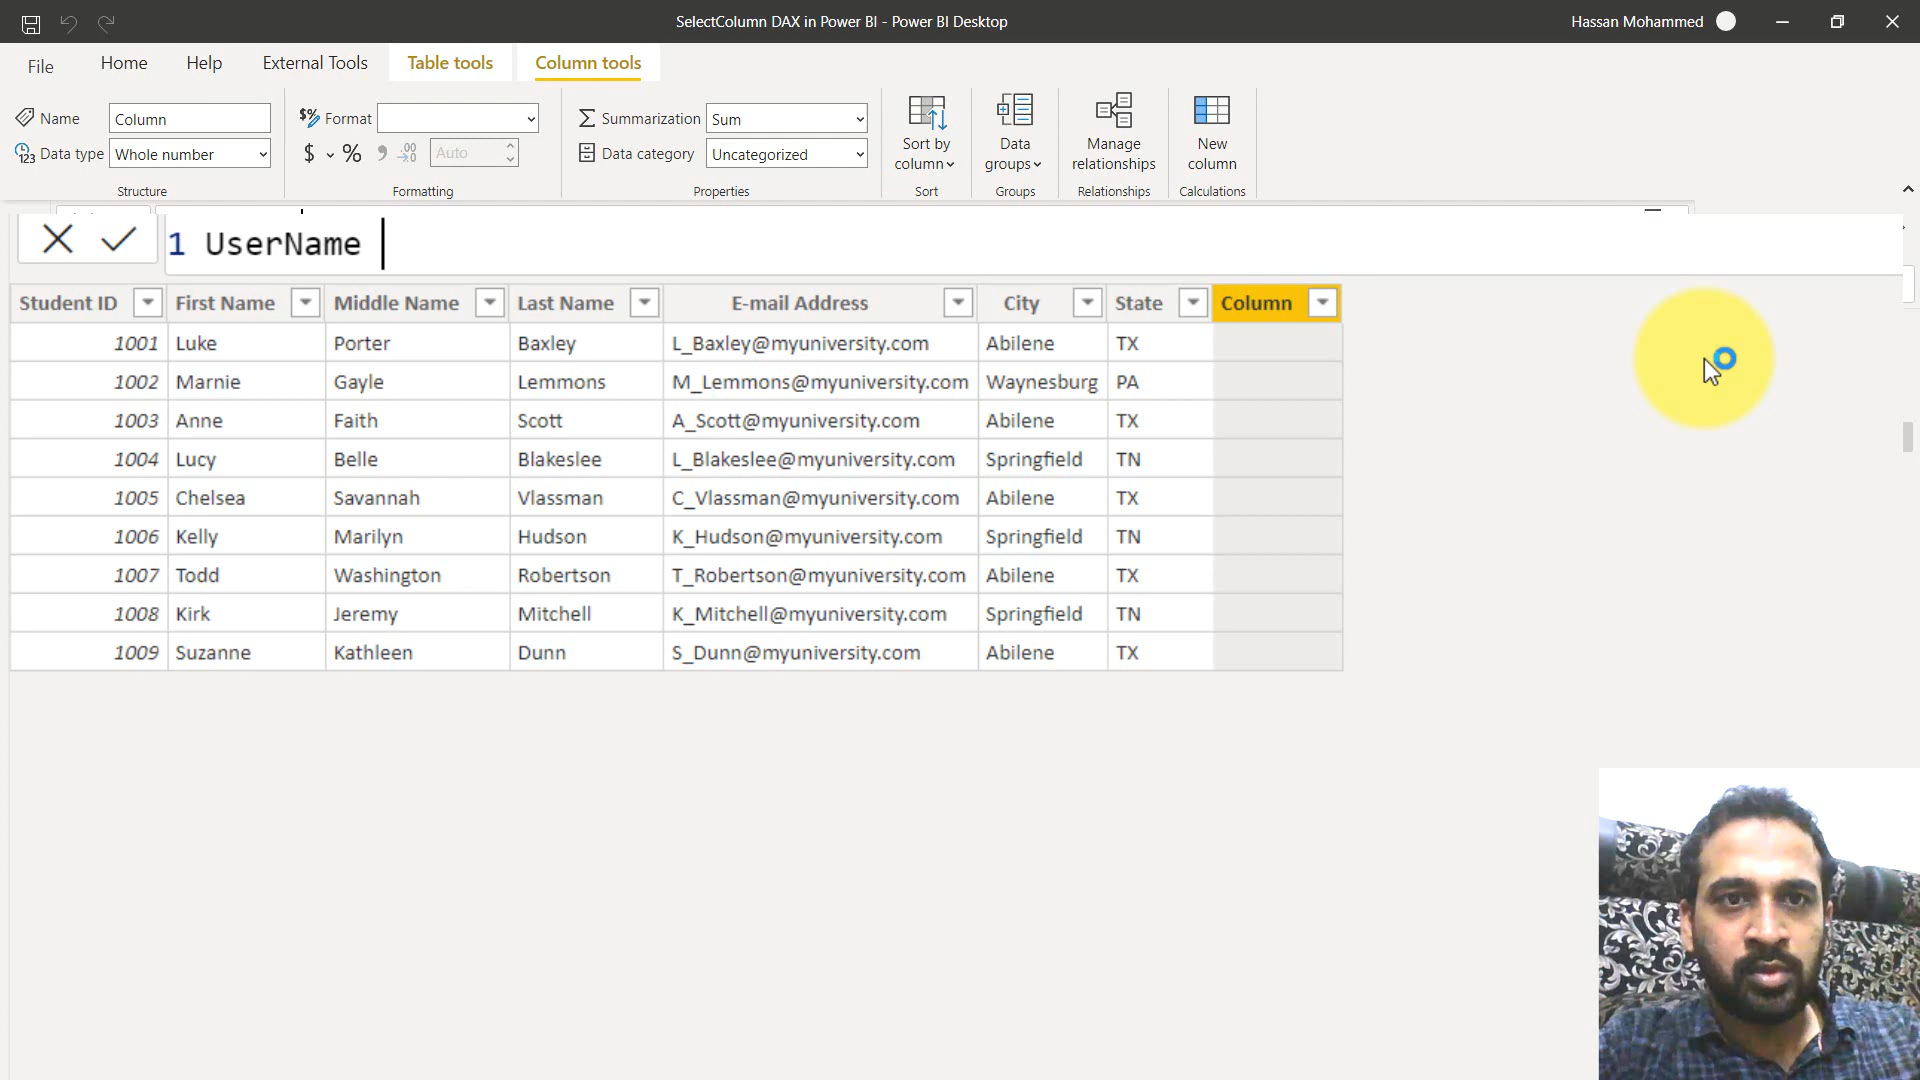 SelectColumn DAX in Power BI - Power BI Desktop
Hassan Mohammed
File Home Help External Tools Table tools Column tools
Name Column
Data type Whole number
Structure
Format
$ % 9 .00 Auto
Formatting
Summarization Sum
Data category Uncategorized
Properties
Sort by column
Sort
Data groups
Groups
Manage relationships
Relationships
New column
Calculations
1 UserName
Student ID First Name Middle Name Last Name E-mail Address City State Column
1001 Luke Porter Baxley L_Baxley@myuniversity.com Abilene TX
1002 Marnie Gayle Lemmons M_Lemmons@myuniversity.com Waynesburg PA
1003 Anne Faith Scott A_Scott@myuniversity.com Abilene TX
1004 Lucy Belle Blakeslee L_Blakeslee@myuniversity.com Springfield TN
1005 Chelsea Savannah Vlassman C_Vlassman@myuniversity.com Abilene TX
1006 Kelly Marilyn Hudson K_Hudson@myuniversity.com Springfield TN
1007 Todd Washington Robertson T_Robertson@myuniversity.com Abilene TX
1008 Kirk Jeremy Mitchell K_Mitchell@myuniversity.com Springfield TN
1009 Suzanne Kathleen Dunn S_Dunn@myuniversity.com Abilene TX